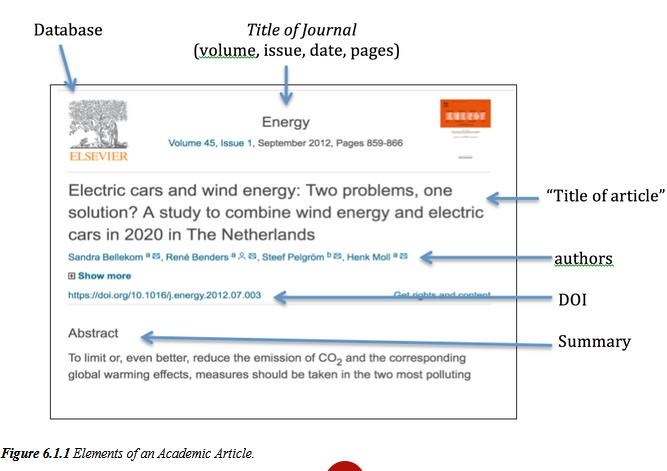 Database
Title of Journal
(volume, issue, date, pages)
ELSEVIER
Energy
Volume 45, Issue 1, September 2012, Pages 859-866
ENERGY
Electric cars and wind energy: Two problems, one
solution? A study to combine wind energy and electric
cars in 2020 in The Netherlands
“Title of article”
Sandra Bellekom a, René Benders a, Steef Pelgröm b, Henk Moll a
authors
Show more
https://doi.org/10.1016/j.energy.2012.07.003 Get rights and content
DOI
Abstract
Summary
To limit or, even better, reduce the emission of CO2 and the corresponding
global warming effects, measures should be taken in the two most polluting
Figure 6.1.1 Elements of an Academic Article.